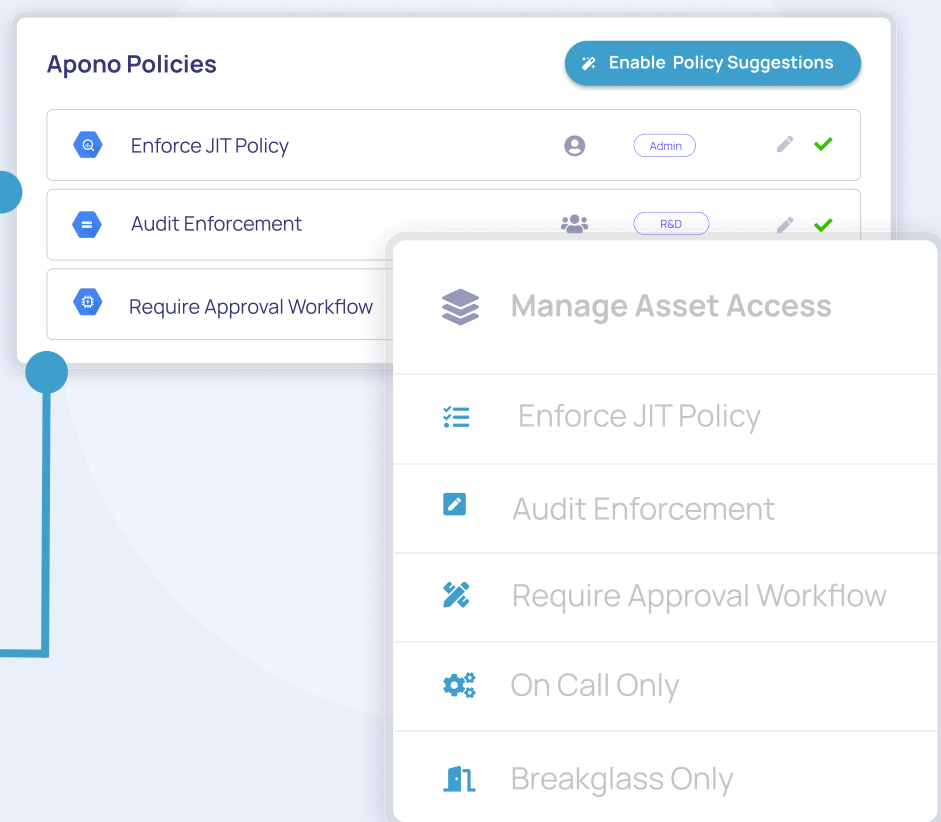 Apono Policies
Enable Policy Suggestions
Enforce JIT Policy
Admin
Audit Enforcement
R&D
Require Approval Workflow
Manage Asset Access
Enforce JIT Policy
Audit Enforcement
Require Approval Workflow
On Call Only
Breakglass Only